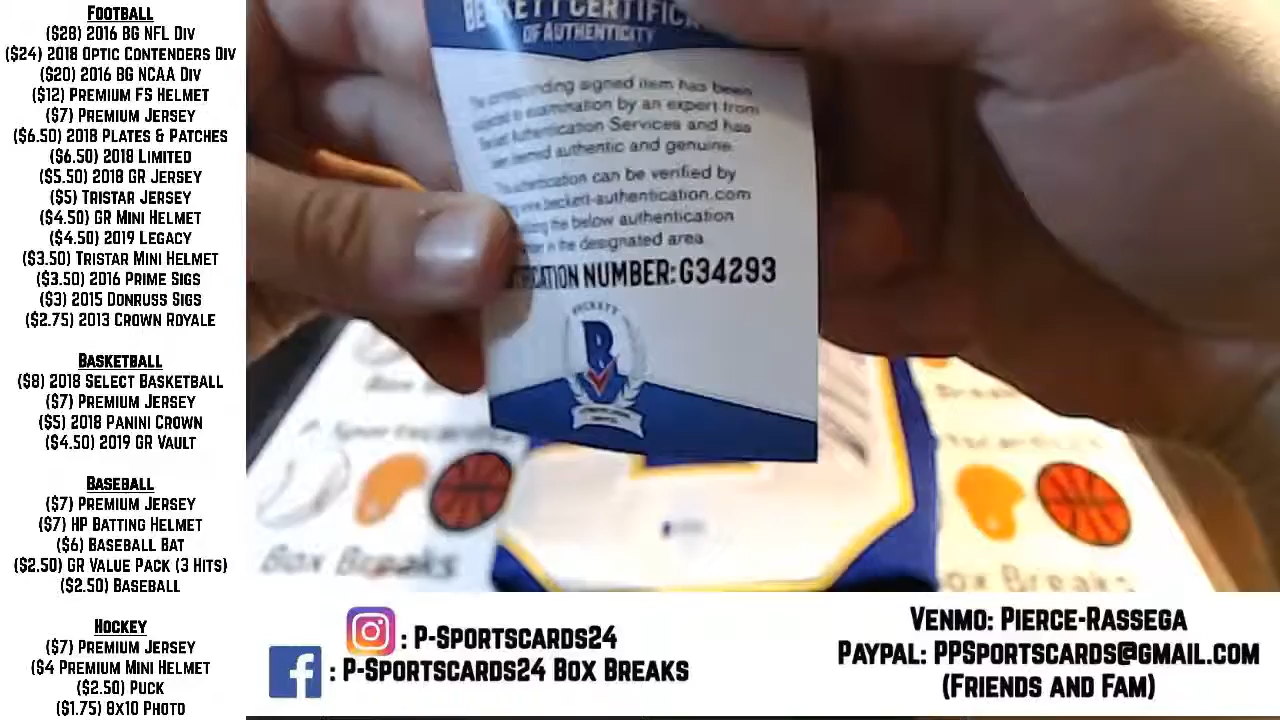 Football
($28) 2016 BG NFL Div
($24) 2018 Optic Contenders Div
($20) 2016 BG NCAA Div
($12) Premium FS Helmet
($7) Premium Jersey
($6.50) 2018 Plates & Patches
($6.50) 2018 Limited
($5.50) 2018 GR Jersey
($5) Tristar Jersey
($4.50) GR Mini Helmet
($4.50) 2019 Legacy
($3.50) Tristar Mini Helmet
($3.50) 2016 Prime Sigs
($3) 2015 Donruss Sigs
($2.75) 2013 Crown Royale
Basketball
($8) 2018 Select Basketball
($7) Premium Jersey
($5) 2018 Panini Crown
($4.50) 2019 GR Vault
Baseball
($7) Premium Jersey
($7) HP Batting Helmet
($6) Baseball Bat
($2.50) GR Value Pack (3 Hits)
($2.50) Baseball
Hockey
($7) Premium Jersey
($4 Premium Mini Helmet
($2.50) Puck
($1.75) 8x10 Photo
OF AUTHENTICITY
signed item has been
examination by an expert from
Authentication Services and has
authentic and genuine.
can be verified by
beckett-authentication.com
the below authentication
in the designated area
NUMBER: G34293
BECKETT
B
Box Breaks
Box Breaks
: P-Sportscards24
: P-Sportscards24 Box Breaks
Venmo: Pierce-Rassega
Paypal: PPSportscards@gmail.com
(Friends and Fam)